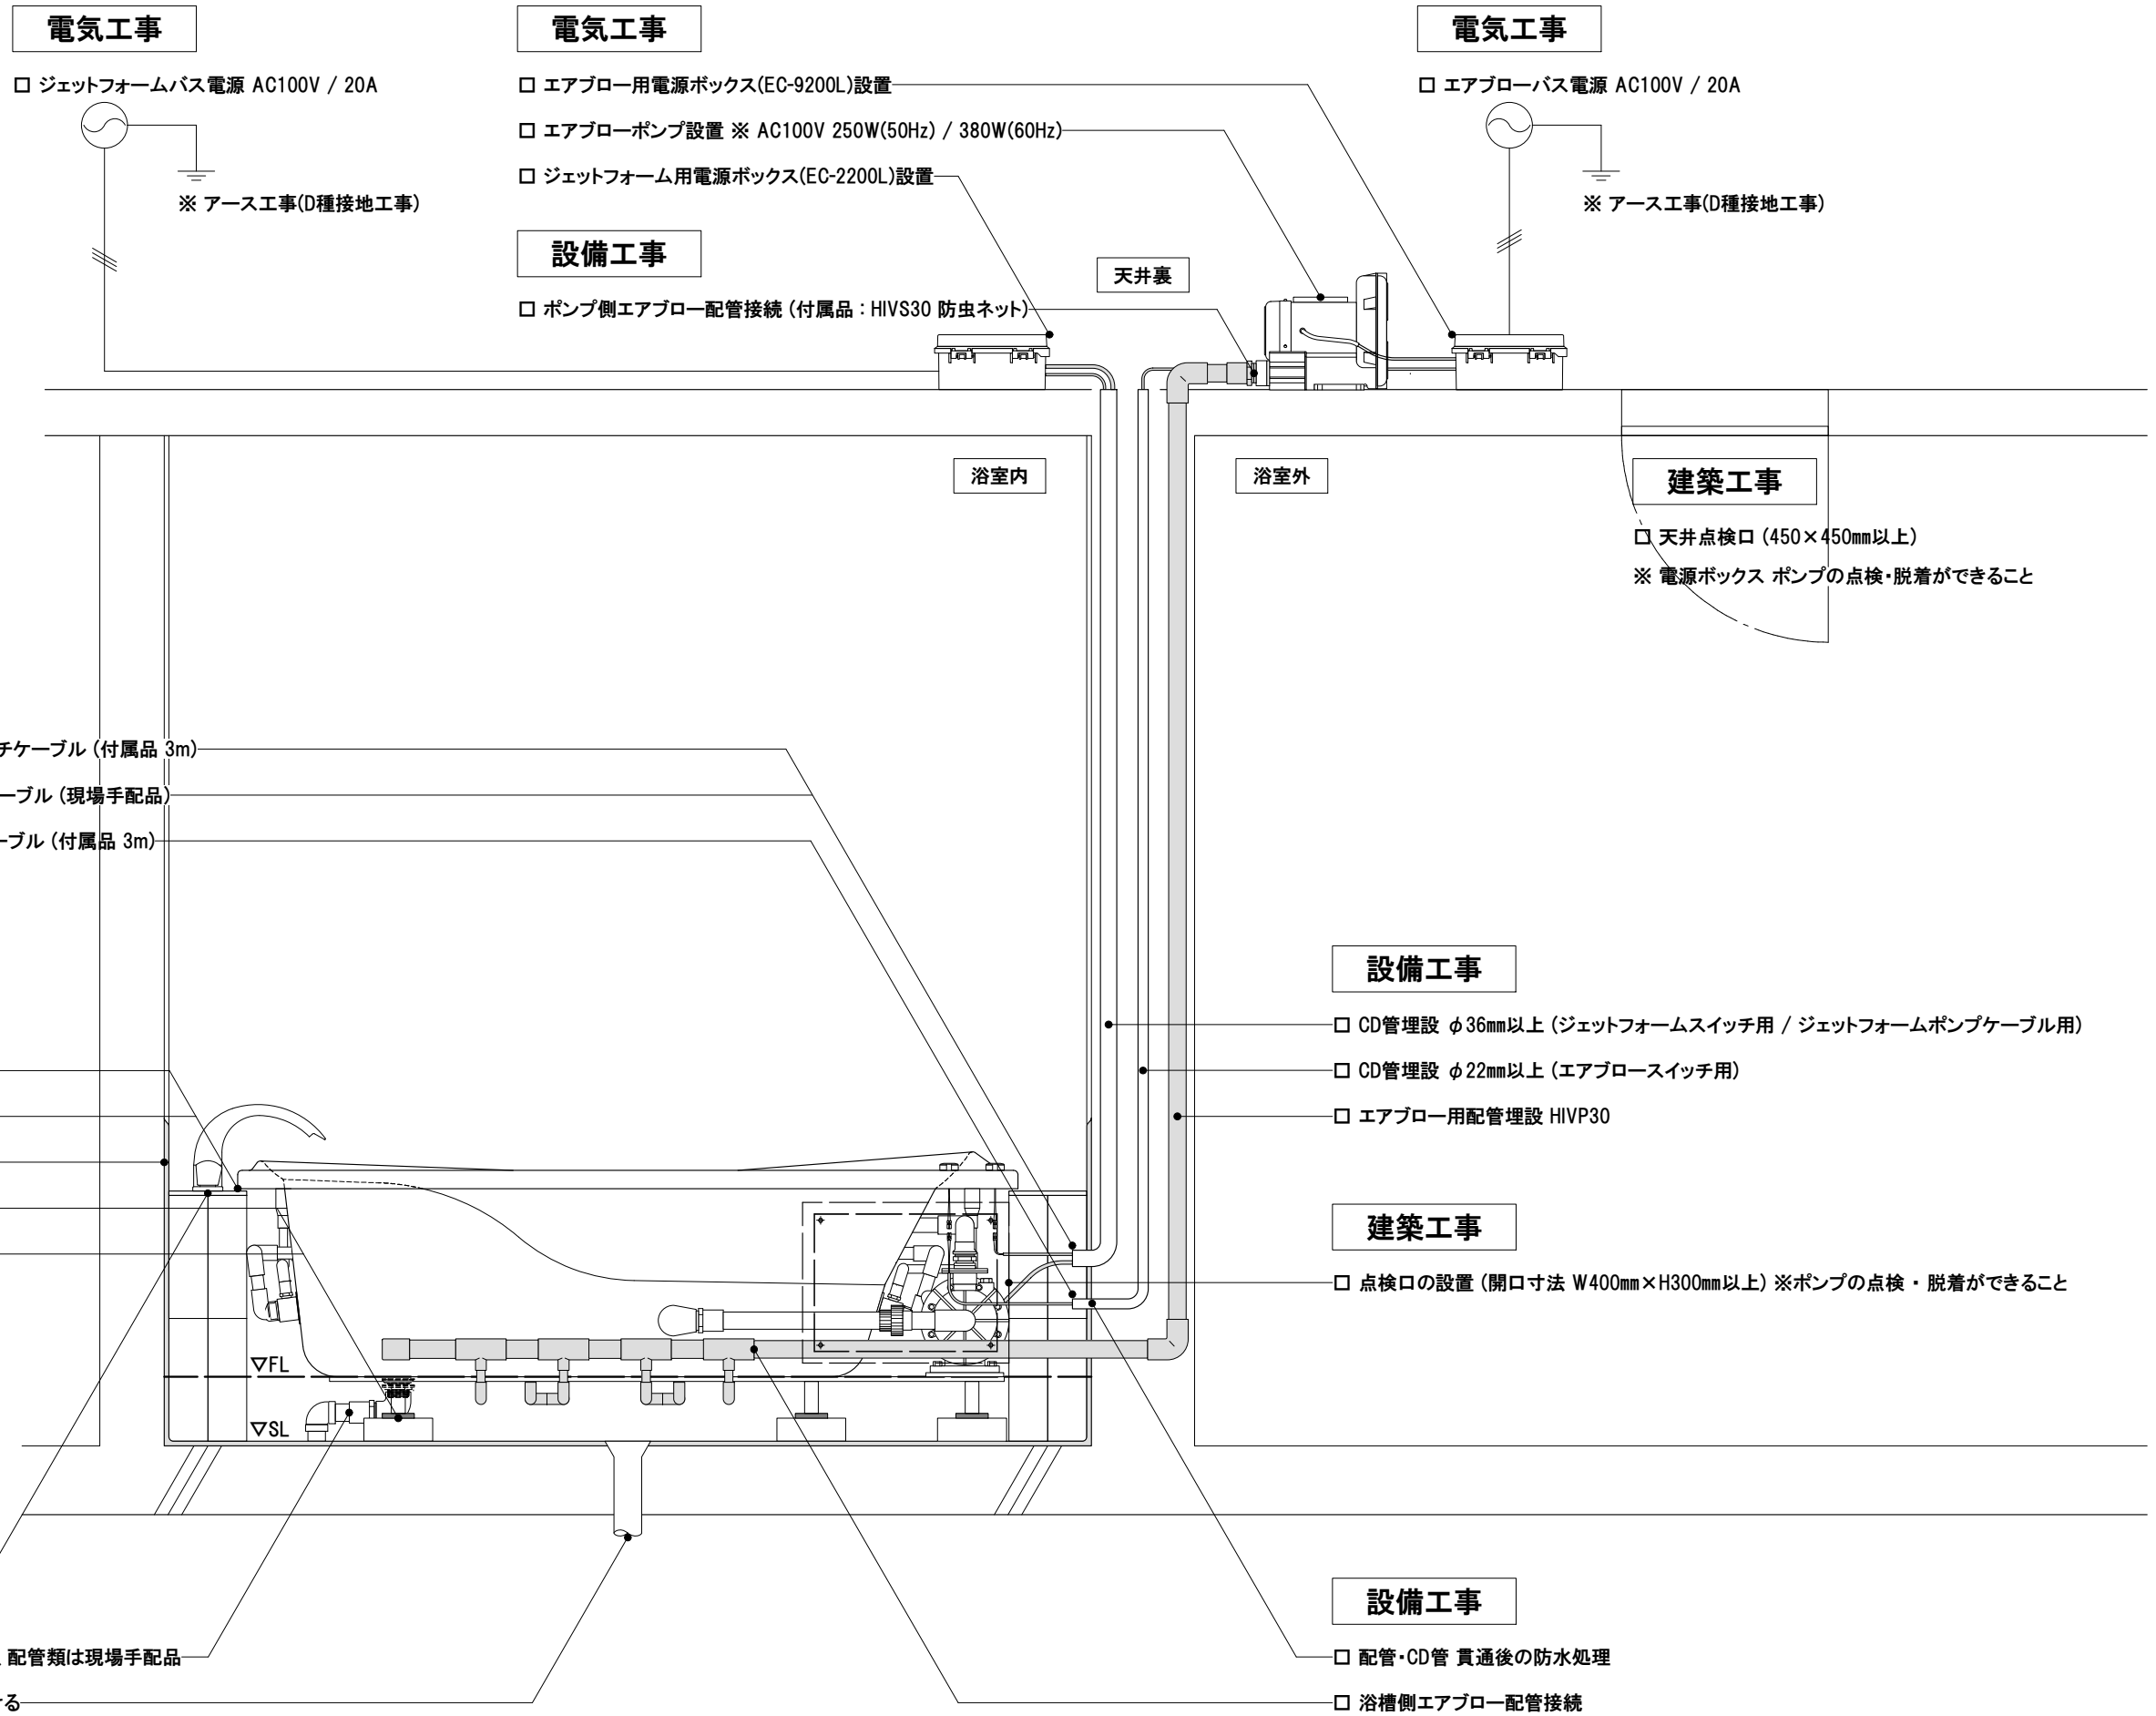 電気工事
□ ジェットフォームバス電源 AC100V / 20A
※ アース工事(D種接地工事)
電気工事
□ エアブロー用電源ボックス(EC-9200L)設置
□ エアブローポンプ設置 ※ AC100V 250W(50Hz) / 380W(60Hz)
□ ジェットフォーム用電源ボックス(EC-2200L)設置
設備工事
□ ポンプ側エアブロー配管接続 (付属品：HIVS30 防虫ネット)
天井裏
電気工事
□ エアブローバス電源 AC100V / 20A
※ アース工事(D種接地工事)
浴室内
浴室外
建築工事
□ 天井点検口 (450×450mm以上)
※ 電源ボックス ポンプの点検・脱着ができること
チケーブル (付属品 3m)
ーブル (現場手配品)
ーブル (付属品 3m)
設備工事
□ CD管埋設 φ36mm以上 (ジェットフォームスイッチ用 / ジェットフォームポンプケーブル用)
□ CD管埋設 φ22mm以上 (エアブロースイッチ用)
□ エアブロー用配管埋設 HIVP30
建築工事
□ 点検口の設置 (開口寸法 W400mm×H300mm以上) ※ポンプの点検・脱着ができること
▽FL
▽SL
設備工事
□ 配管・CD管 貫通後の防水処理
□ 浴槽側エアブロー配管接続
配管類は現場手配品
ける